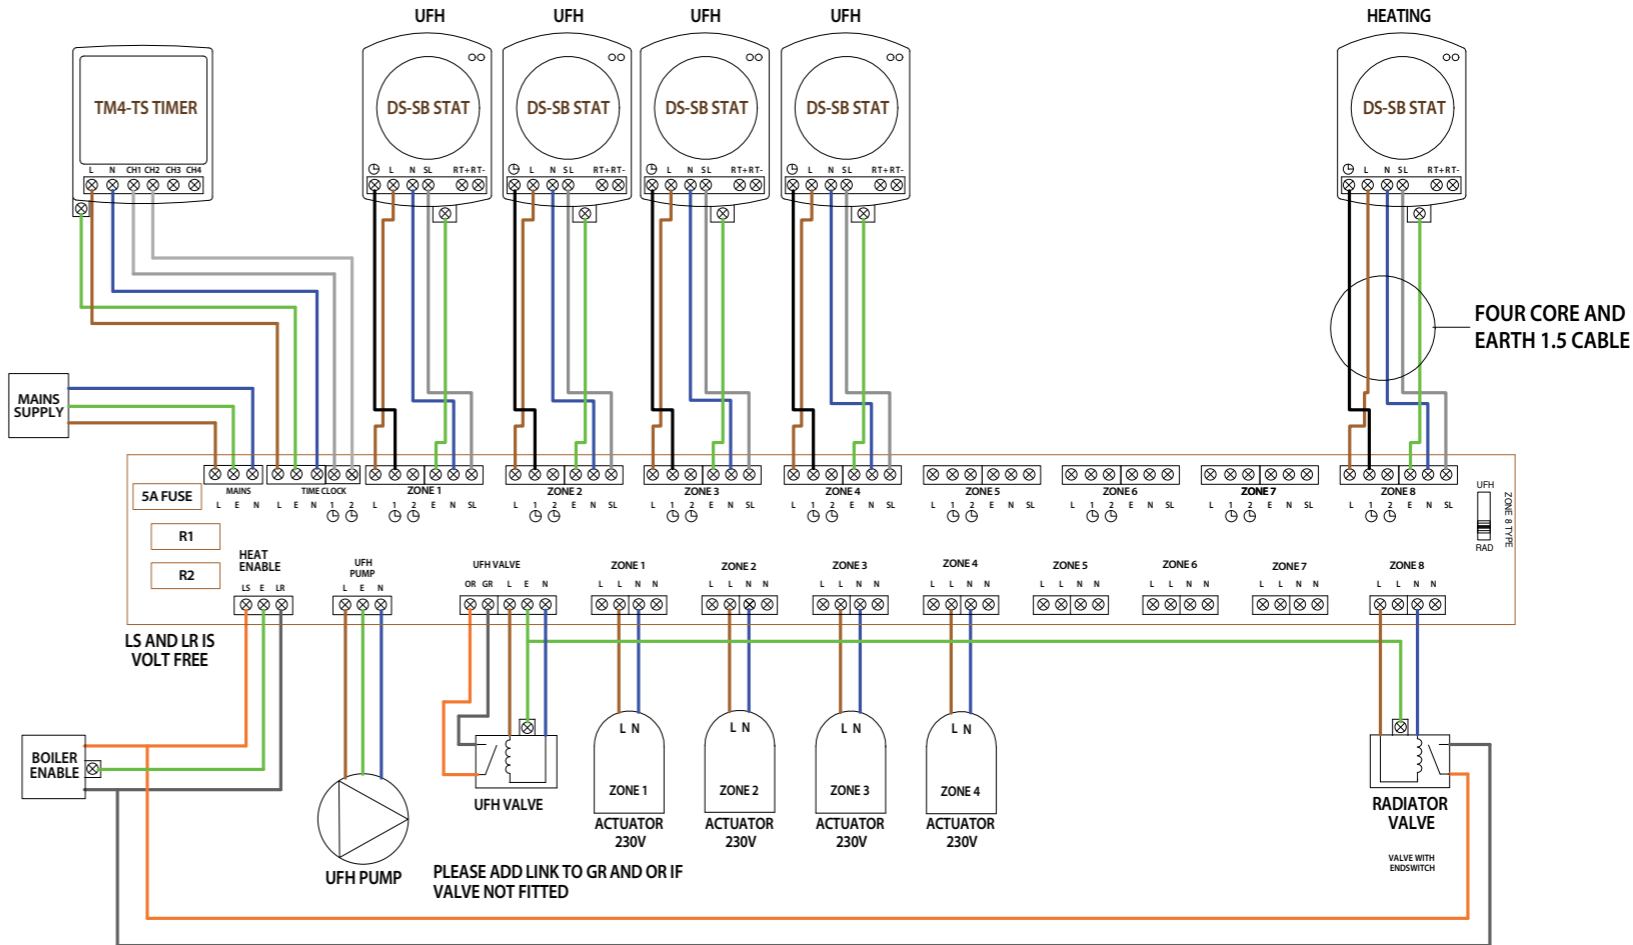 UFH UFH UFH UFH HEATING
TM4-TS TIMER
DS-SB STAT DS-SB STAT DS-SB STAT DS-SB STAT DS-SB STAT
L N CH1 CH2 CH3 CH4
L N SL RT+RT-
L N SL RT+RT-
L N SL RT+RT-
L N SL RT+RT-
L N SL RT+RT-
FOUR CORE AND
EARTH 1.5 CABLE
MAINS
SUPPLY
5A FUSE
R1
R2
MAINS
L E N
TIME CLOCK
L E N 1 2
ZONE 1
L 1 2 E N SL
ZONE 2
L 1 2 E N SL
ZONE 3
L 1 2 E N SL
ZONE 4
L 1 2 E N SL
ZONE 5
L 1 2 E N SL
ZONE 6
L 1 2 E N SL
ZONE 7
L 1 2 E N SL
ZONE 8
L 1 2 E N SL
UFH
RAD
ZONE 8 TYPE
HEAT
ENABLE
LS E LR
UFH
PUMP
L E N
UFH VALVE
OR GR L E N
ZONE 1
L L N N
ZONE 2
L L N N
ZONE 3
L L N N
ZONE 4
L L N N
ZONE 5
L L N N
ZONE 6
L L N N
ZONE 7
L L N N
ZONE 8
L L N N
LS AND LR IS
VOLT FREE
BOILER
ENABLE
UFH PUMP
UFH VALVE
L N
ZONE 1
ACTUATOR
230V
L N
ZONE 2
ACTUATOR
230V
L N
ZONE 3
ACTUATOR
230V
L N
ZONE 4
ACTUATOR
230V
RADIATOR
VALVE
VALVE WITH
ENDSWITCH
PLEASE ADD LINK TO GR AND OR IF
VALVE NOT FITTED